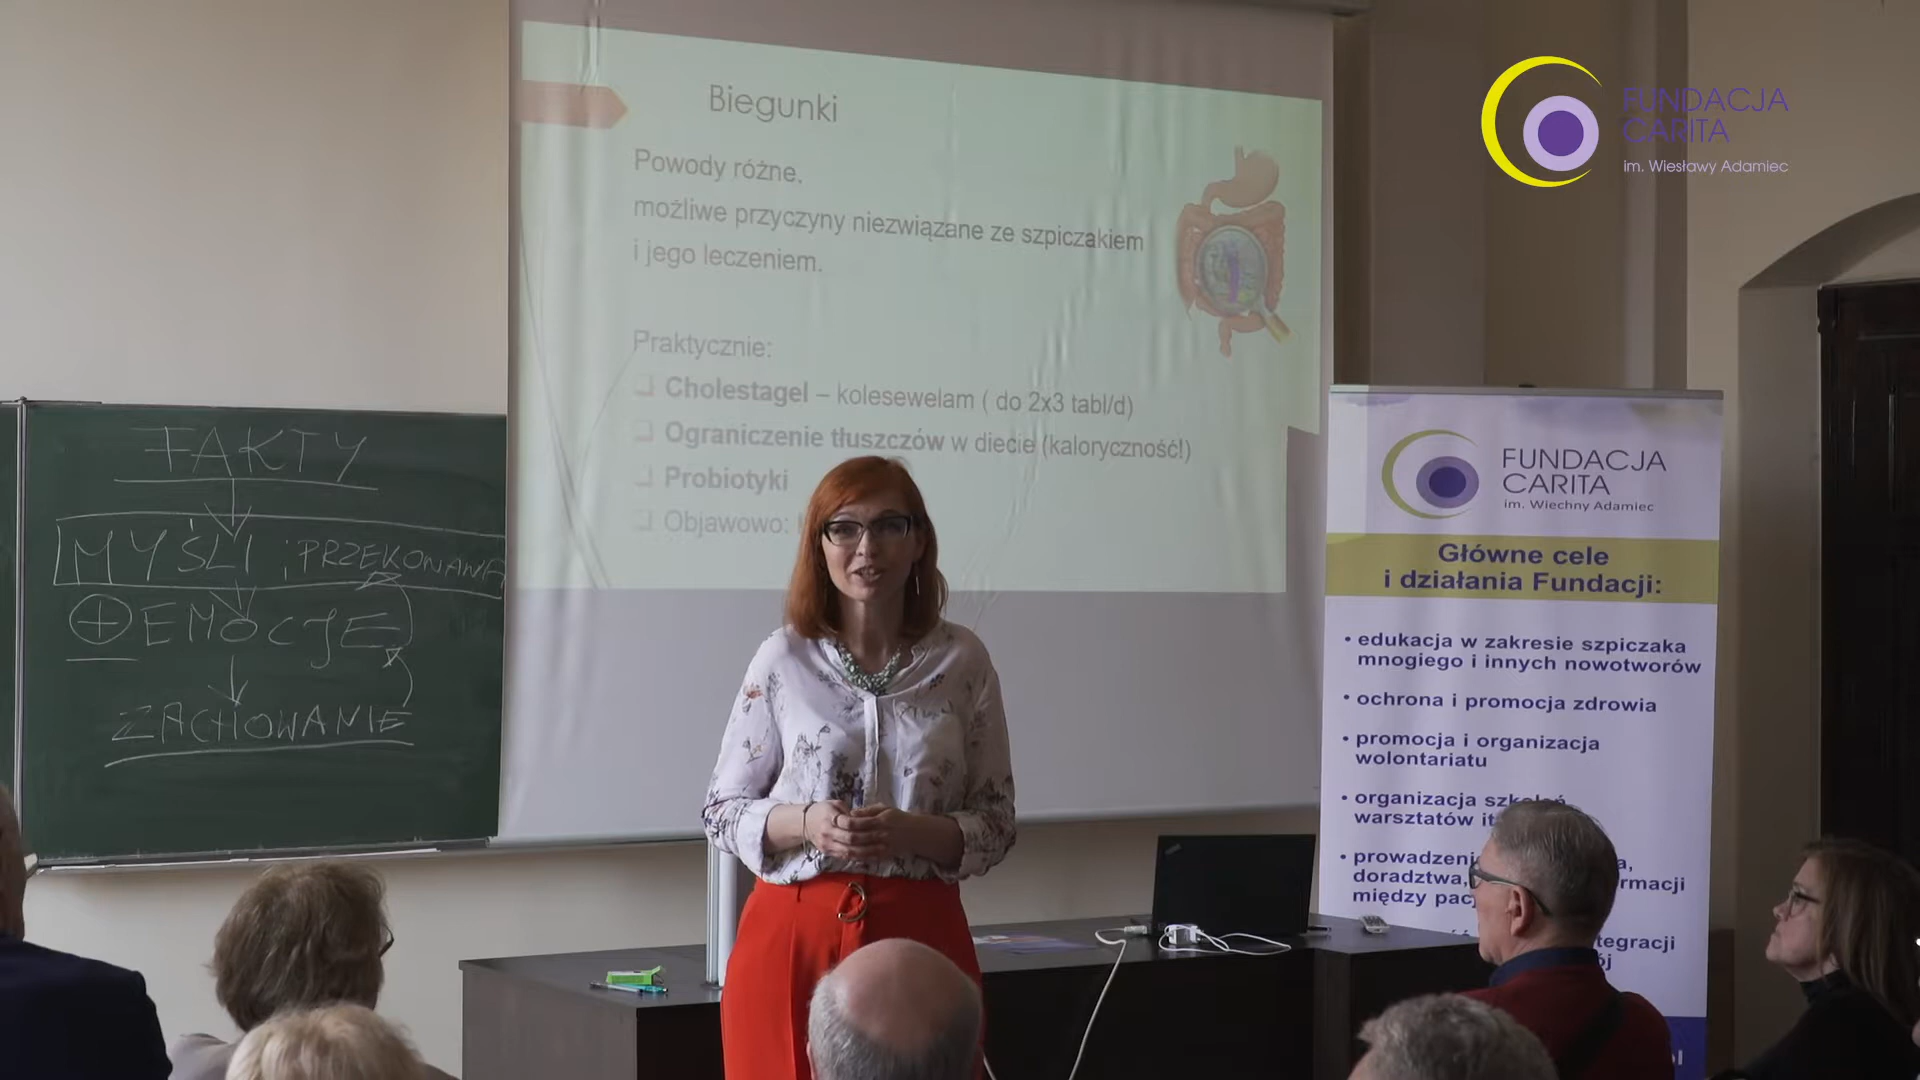 Biegunki
Powody różne,
możliwe przyczyny niezwiązane ze szpiczakiem
i jego leczeniem.
Praktycznie:
Cholestagel – kolesewelam ( do 2x3 tabl/d)
Ograniczenie tłuszczów w diecie (kaloryczność!)
Probiotyki
Objawowo:
FUNDACJA
CARITA
im. Wiesławy Adamiec
FAKTY
MYŚLI ; PRZEKONANIA
+ EMOCJE
ZACHOWANIE
FUNDACJA
CARITA
im. Wiechny Adamiec
Główne cele
i działania Fundacji:
• edukacja w zakresie szpiczaka
mnogiego i innych nowotworów
• ochrona i promocja zdrowia
• promocja i organizacja
wolontariatu
• organizacja szkoleń,
warsztatów
• 
doradztwa,
między